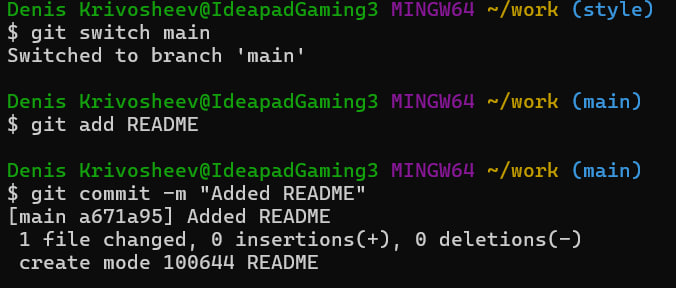 Denis Krivosheev@IdeapadGaming3 MINGW64 ~/work (style)
$ git switch main
Switched to branch 'main'
Denis Krivosheev@IdeapadGaming3 MINGW64 ~/work (main)
$ git add README
Denis Krivosheev@IdeapadGaming3 MINGW64 ~/work (main)
$ git commit -m "Added README"
[main a671a95] Added README
 1 file changed, 0 insertions(+), 0 deletions(-)
 create mode 100644 README